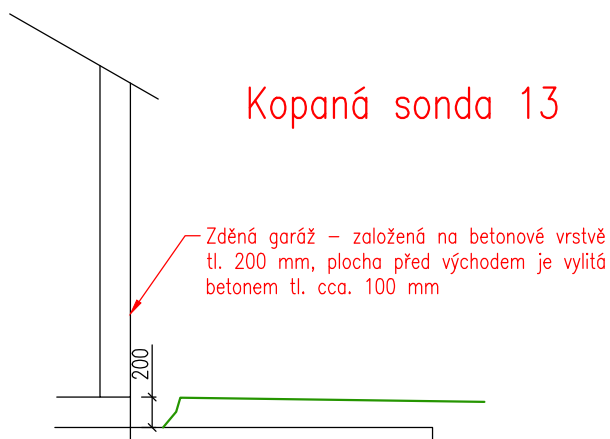 Kopaná sonda 13
Zděná garáž – založená na betonové vrstvě
tl. 200 mm, plocha před východem je vylitá
betonem tl. cca. 100 mm
200